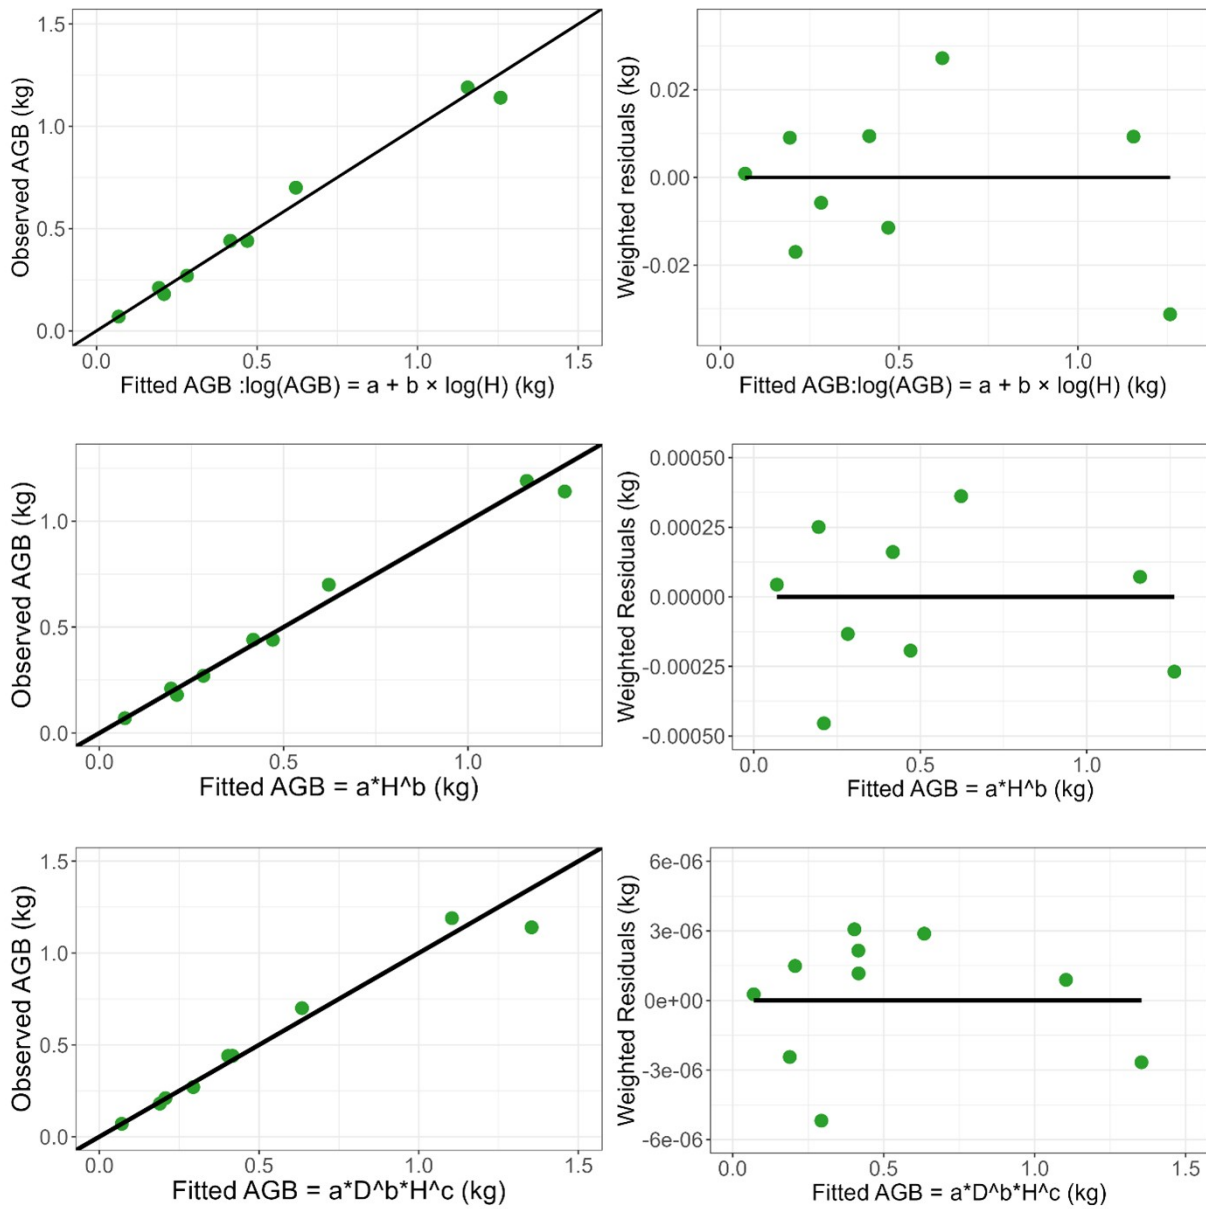 Observed AGB (kg)
1.5
1.0
0.5
0.0
0.0 0.5 1.0 1.5
Fitted AGB :log(AGB) = a + b × log(H) (kg)
Weighted residuals (kg)
0.02
0.00
-0.02
0.0 0.5 1.0
Fitted AGB:log(AGB) = a + b × log(H) (kg)
Observed AGB (kg)
1.0
0.5
0.0
0.0 0.5 1.0
Fitted AGB = a*H^b (kg)
Weighted Residuals (kg)
0.00050
0.00025
0.00000
-0.00025
-0.00050
0.0 0.5 1.0
Fitted AGB = a*H^b (kg)
Observed AGB (kg)
1.5
1.0
0.5
0.0
0.0 0.5 1.0 1.5
Fitted AGB = a*D^b*H^c (kg)
Weighted Residuals (kg)
6e-06
3e-06
0e+00
-3e-06
-6e-06
0.0 0.5 1.0 1.5
Fitted AGB = a*D^b*H^c (kg)